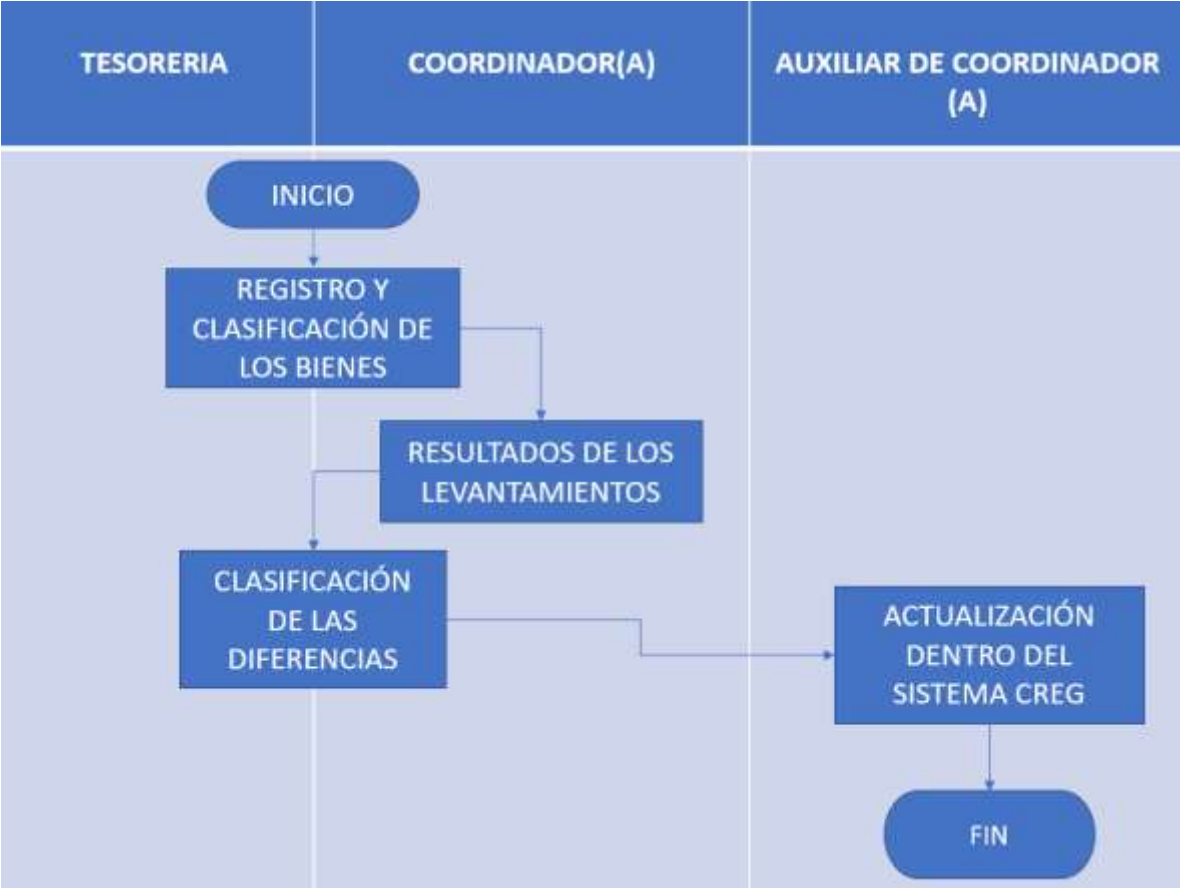 TESORERIA
COORDINADOR(A)
AUXILIAR DE COORDINADOR
(A)
INICIO
REGISTRO Y
CLASIFICACIÓN DE
LOS BIENES
RESULTADOS DE LOS
LEVANTAMIENTOS
CLASIFICACIÓN
DE LAS
DIFERENCIAS
ACTUALIZACIÓN
DENTRO DEL
SISTEMA CREG
FIN